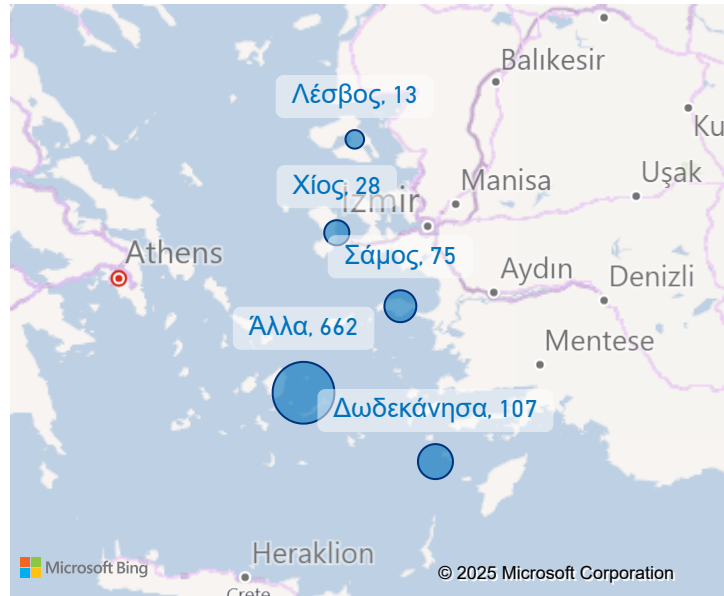 Balıkesir
Λέσβος, 13
Ku
Uşak
Χίος, 28
Manisa
İzmir
Athens
Σάμος, 75
Aydın
Denizli
Άλλα, 662
Mentese
Δωδεκάνησα, 107
Heraklion
Microsoft Bing
© 2025 Microsoft Corporation
Crete